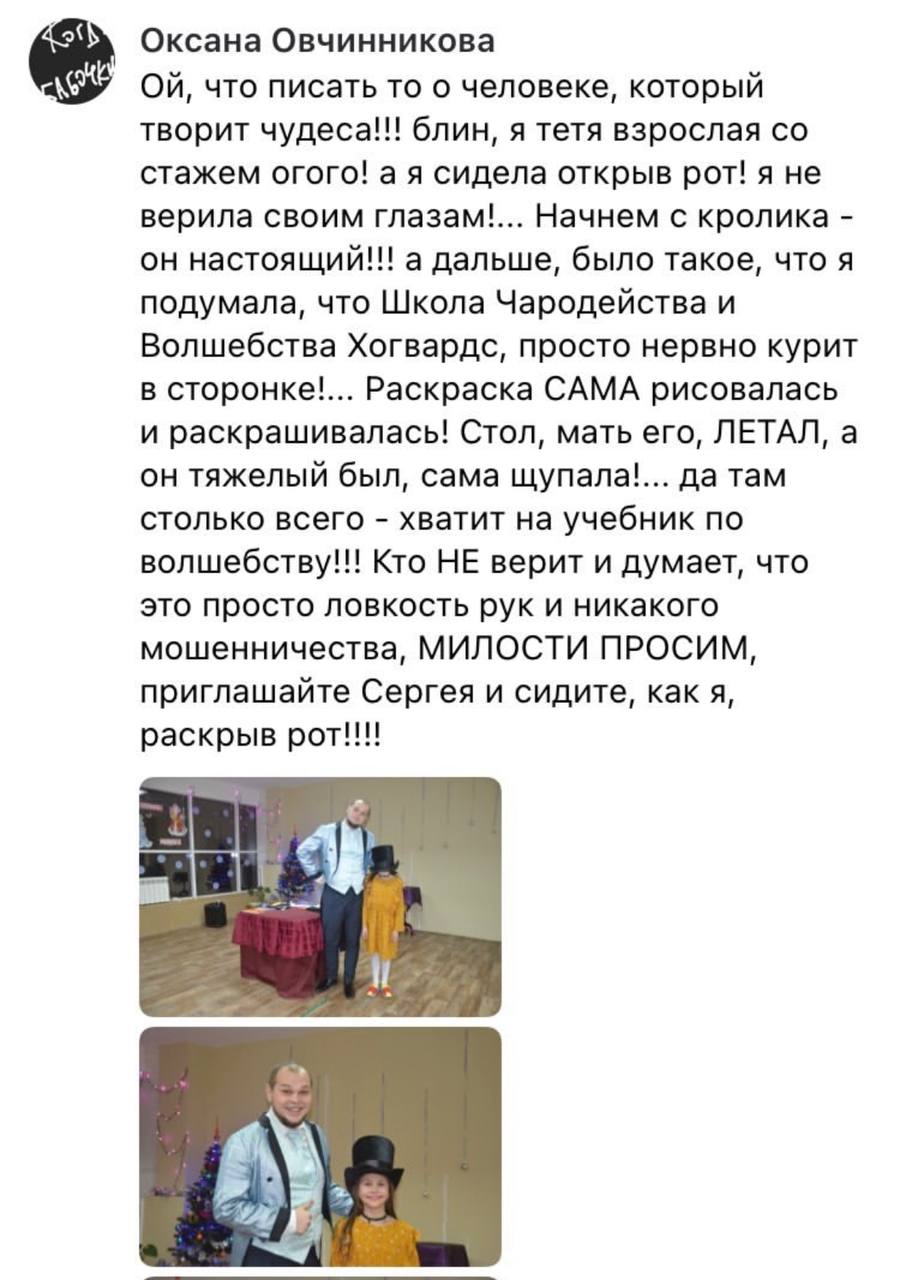 Когда
БАБОЧКИ
Оксана Овчинникова
Ой, что писать то о человеке, который
творит чудеса!!! блин, я тетя взрослая со
стажем огого! а я сидела открыв рот! я не
верила своим глазам!... Начнем с кролика -
он настоящий!!! а дальше, было такое, что я
подумала, что Школа Чародейства и
Волшебства Хогвардс, просто нервно курит
в сторонке!... Раскраска САМА рисовалась
и раскрашивалась! Стол, мать его, ЛЕТАЛ, а
он тяжелый был, сама щупала!... да там
столько всего - хватит на учебник по
волшебству!!! Кто НЕ верит и думает, что
это просто ловкость рук и никакого
мошенничества, МИЛОСТИ ПРОСИМ,
приглашайте Сергея и сидите, как я,
раскрыв рот!!!!